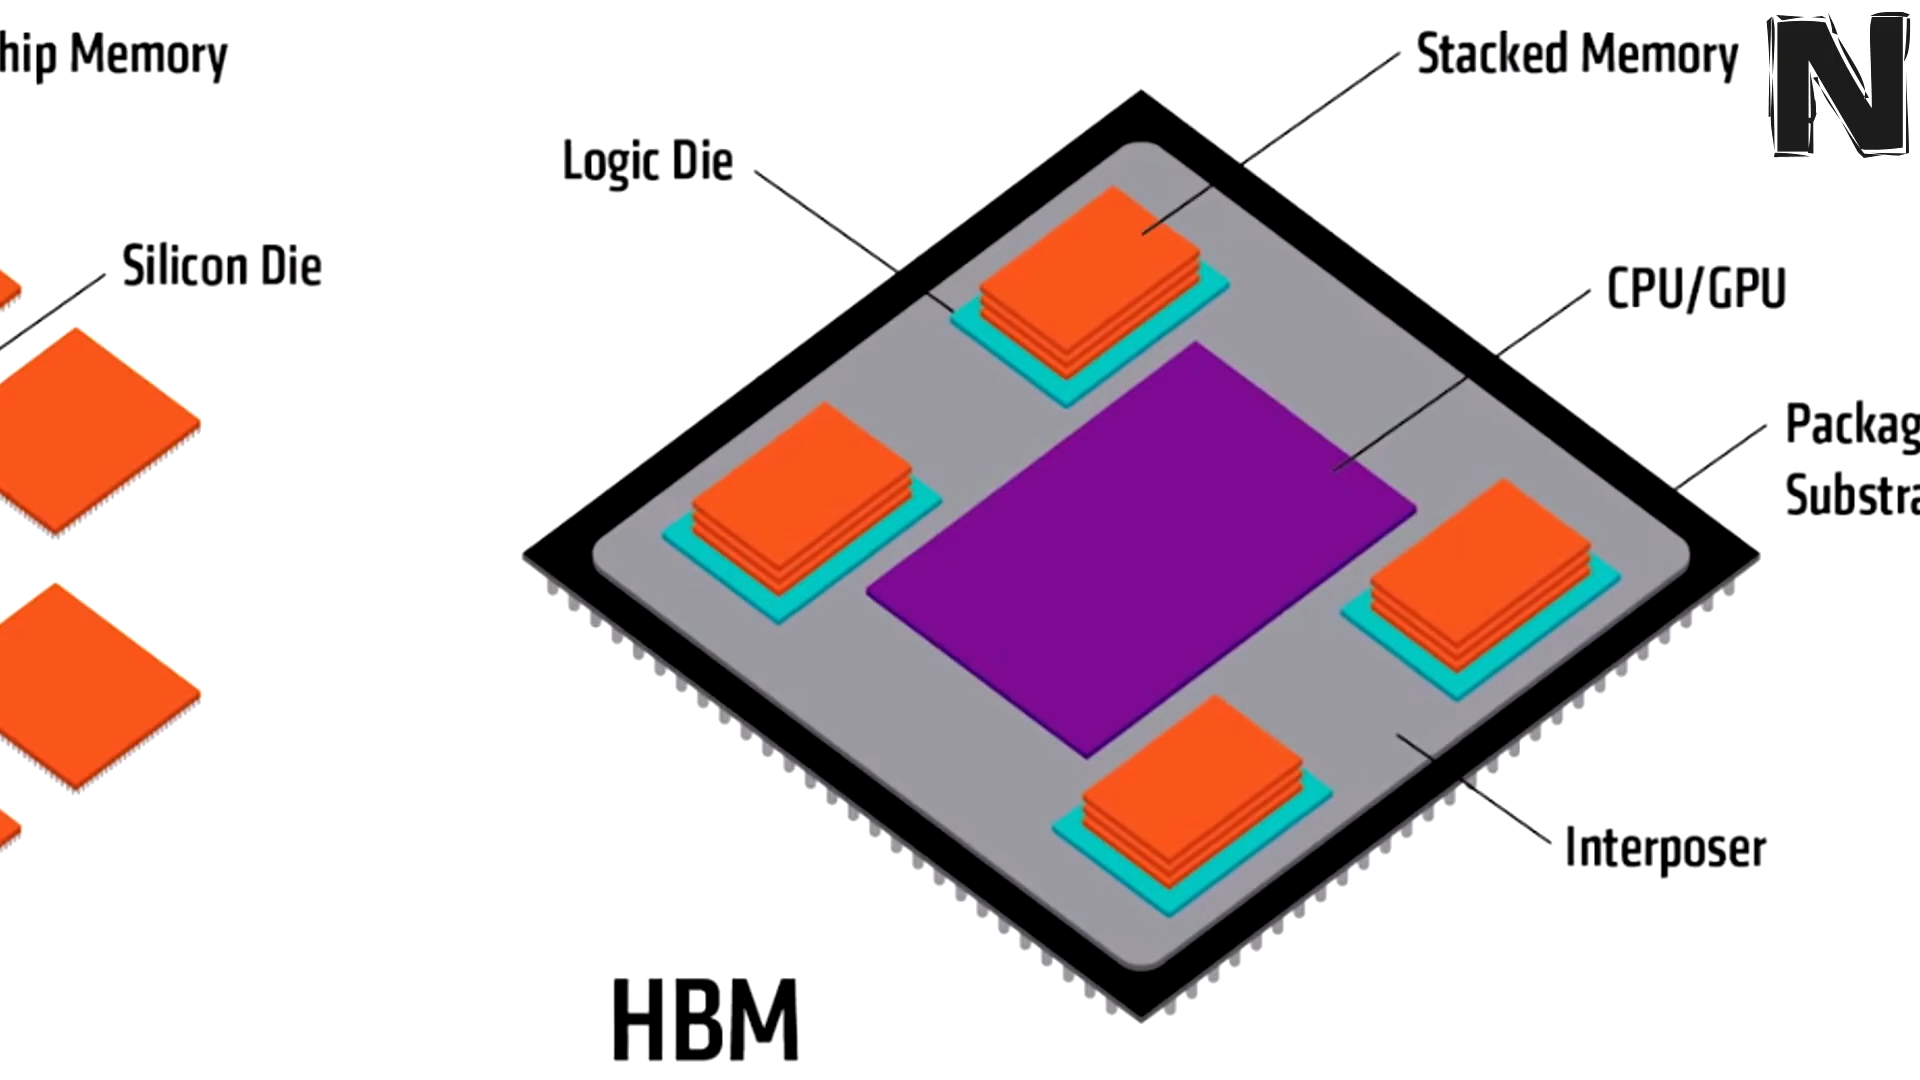 hip Memory
Stacked Memory
N
Logic Die
Silicon Die
CPU/GPU
Packag
Substra
Interposer
HBM